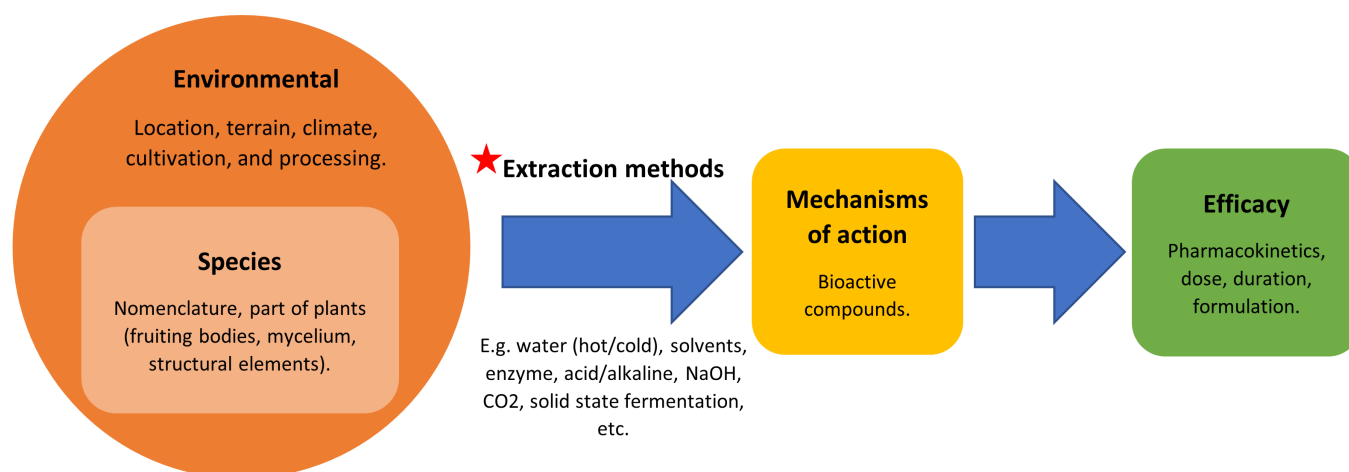 Environmental
Location, terrain, climate,
cultivation, and processing.
Species
Nomenclature, part of plants
(fruiting bodies, mycelium,
structural elements).
Extraction methods
E.g. water (hot/cold), solvents,
enzyme, acid/alkaline, NaOH,
CO2, solid state fermentation,
etc.
Mechanisms
of action
Bioactive
compounds.
Efficacy
Pharmacokinetics,
dose, duration,
formulation.